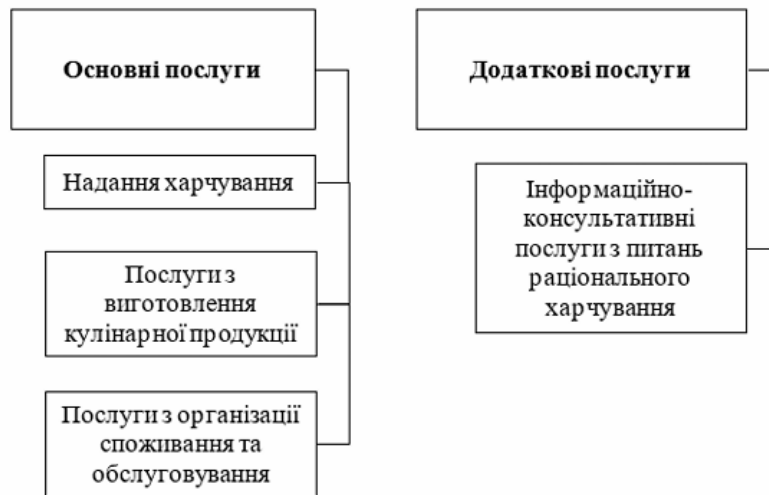 Основні послуги
Надання харчування
Послуги з
виготовлення
кулінарної продукції
Послуги з організації
споживання та
обслуговування
Додаткові послуги
Інформаційно-
консультативні
послуги з питань
раціонального
харчування